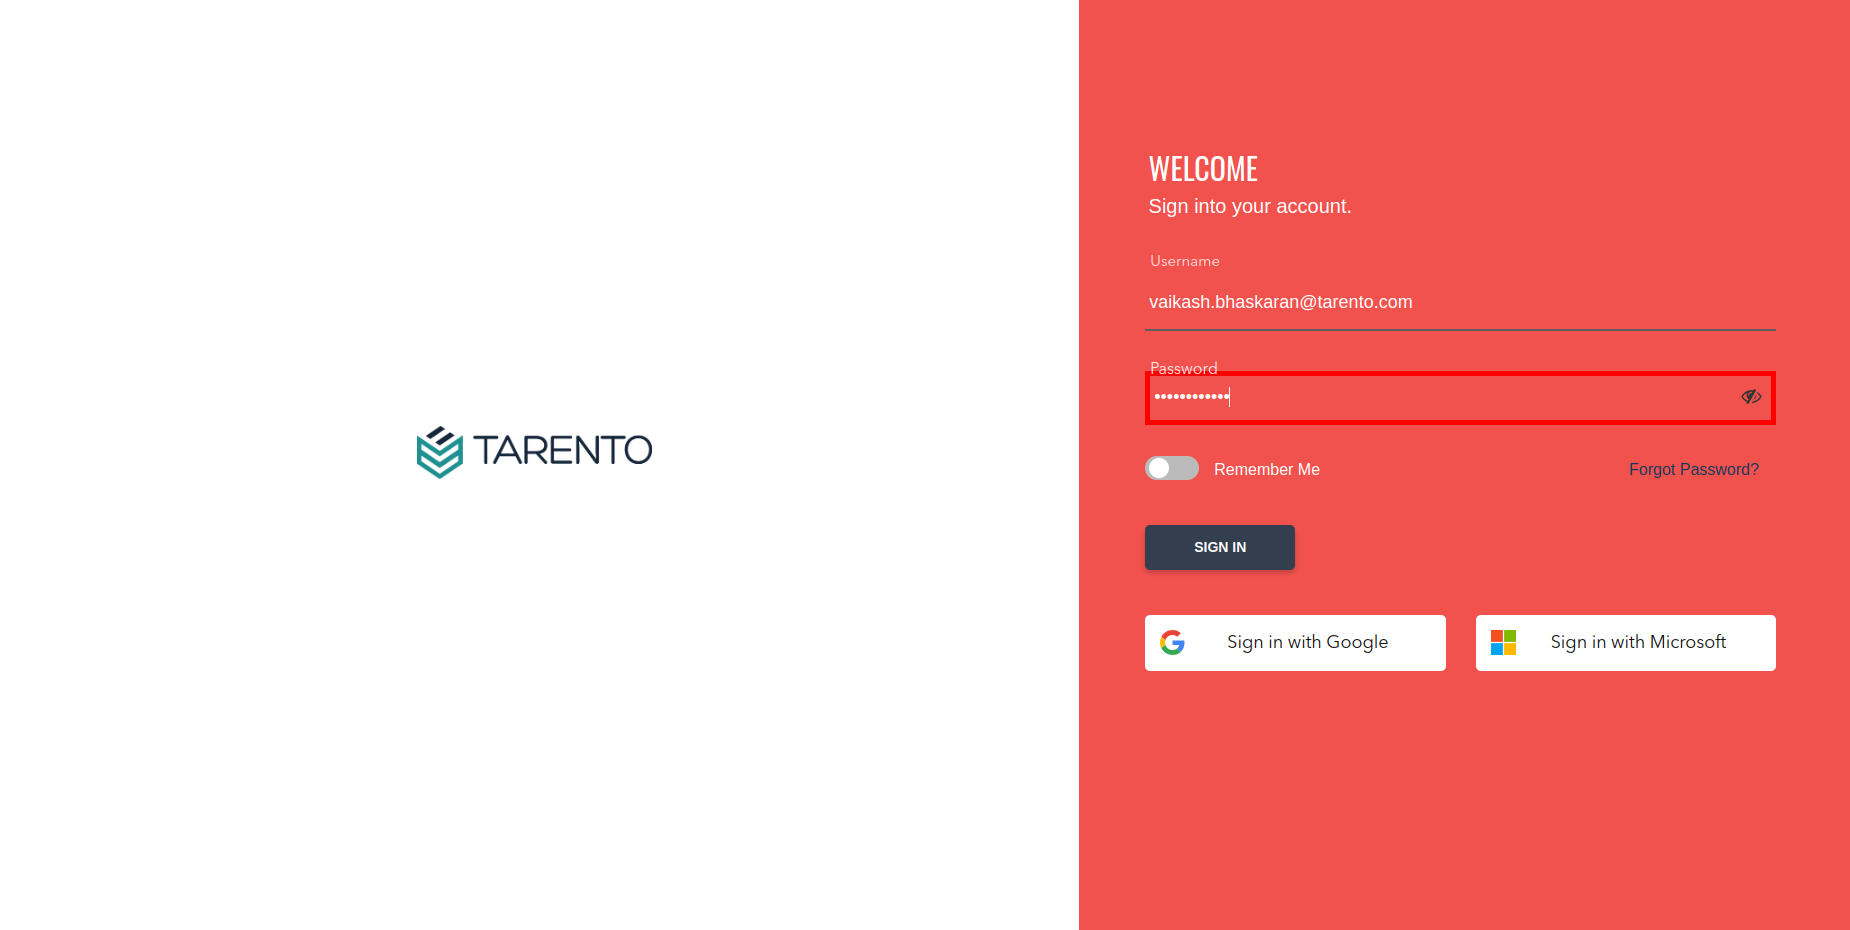 TARENTO
WELCOME
Sign into your account.
Username
vaikash.bhaskaran@tarento.com
Password
••••••••••••
Remember Me
Forgot Password?
SIGN IN
Sign in with Google
Sign in with Microsoft